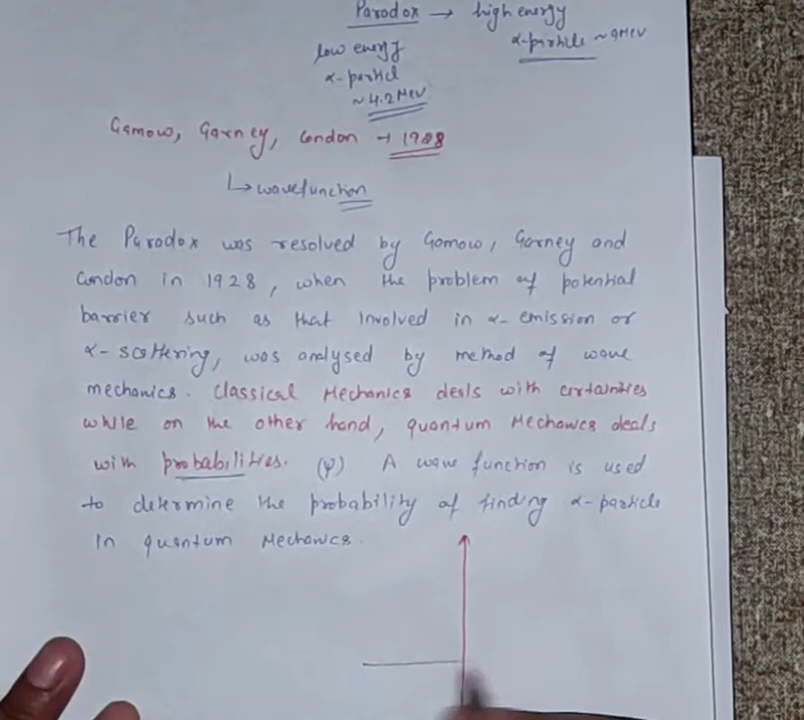 Paradox → high energy
α-particle ~9MeV
low energy
α-particl
~4.2MeV
Gamow, Garney, Condon → 1928
↳ wavefunction
The Paradox was resolved by Gamow, Garney and
Condon in 1928, when the problem of potential
barrier such as that involved in α- emission or
α- scattering, was analysed by method of wave
mechanics. Classical Mechanics deals with certainties
while on the other hand, quantum Mechanics deals
with probabilities. (Ψ) A wave function is used
to determine the probability of finding α-particle
in quantum Mechanics.